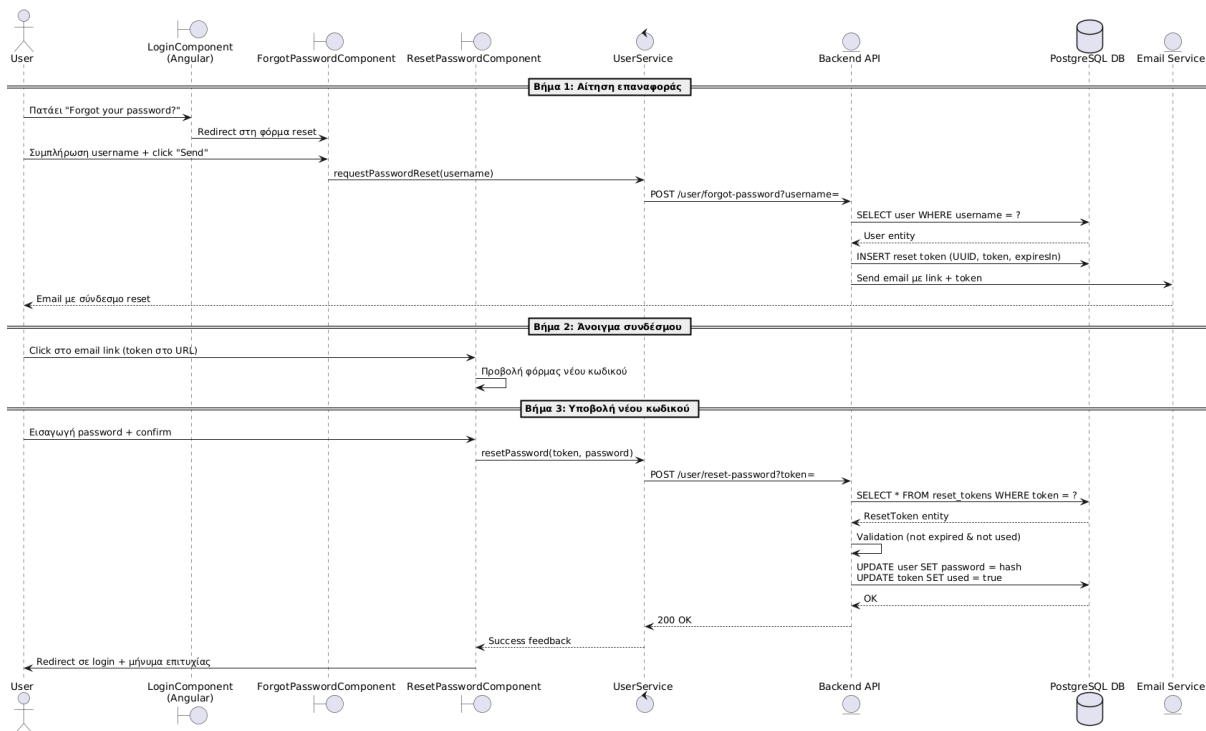 User
LoginComponent
(Angular)
ForgotPasswordComponent
ResetPasswordComponent
UserService
Backend API
PostgreSQL DB
Email Service
Βήμα 1: Αίτηση επαναφοράς
Πατάει "Forgot your password?"
Redirect στη φόρμα reset
Συμπλήρωση username + click "Send"
requestPasswordReset(username)
POST /user/forgot-password?username=
SELECT user WHERE username = ?
User entity
INSERT reset token (UUID, token, expiresIn)
Send email με link + token
Email με σύνδεσμο reset
Βήμα 2: Άνοιγμα συνδέσμου
Click στο email link (token στο URL)
Προβολή φόρμας νέου κωδικού
Βήμα 3: Υποβολή νέου κωδικού
Εισαγωγή password + confirm
resetPassword(token, password)
POST /user/reset-password?token=
SELECT * FROM reset_tokens WHERE token = ?
ResetToken entity
Validation (not expired & not used)
UPDATE user SET password = hash
UPDATE token SET used = true
OK
200 OK
Success feedback
Redirect σε login + μήνυμα επιτυχίας
User
LoginComponent
(Angular)
ForgotPasswordComponent
ResetPasswordComponent
UserService
Backend API
PostgreSQL DB
Email Service